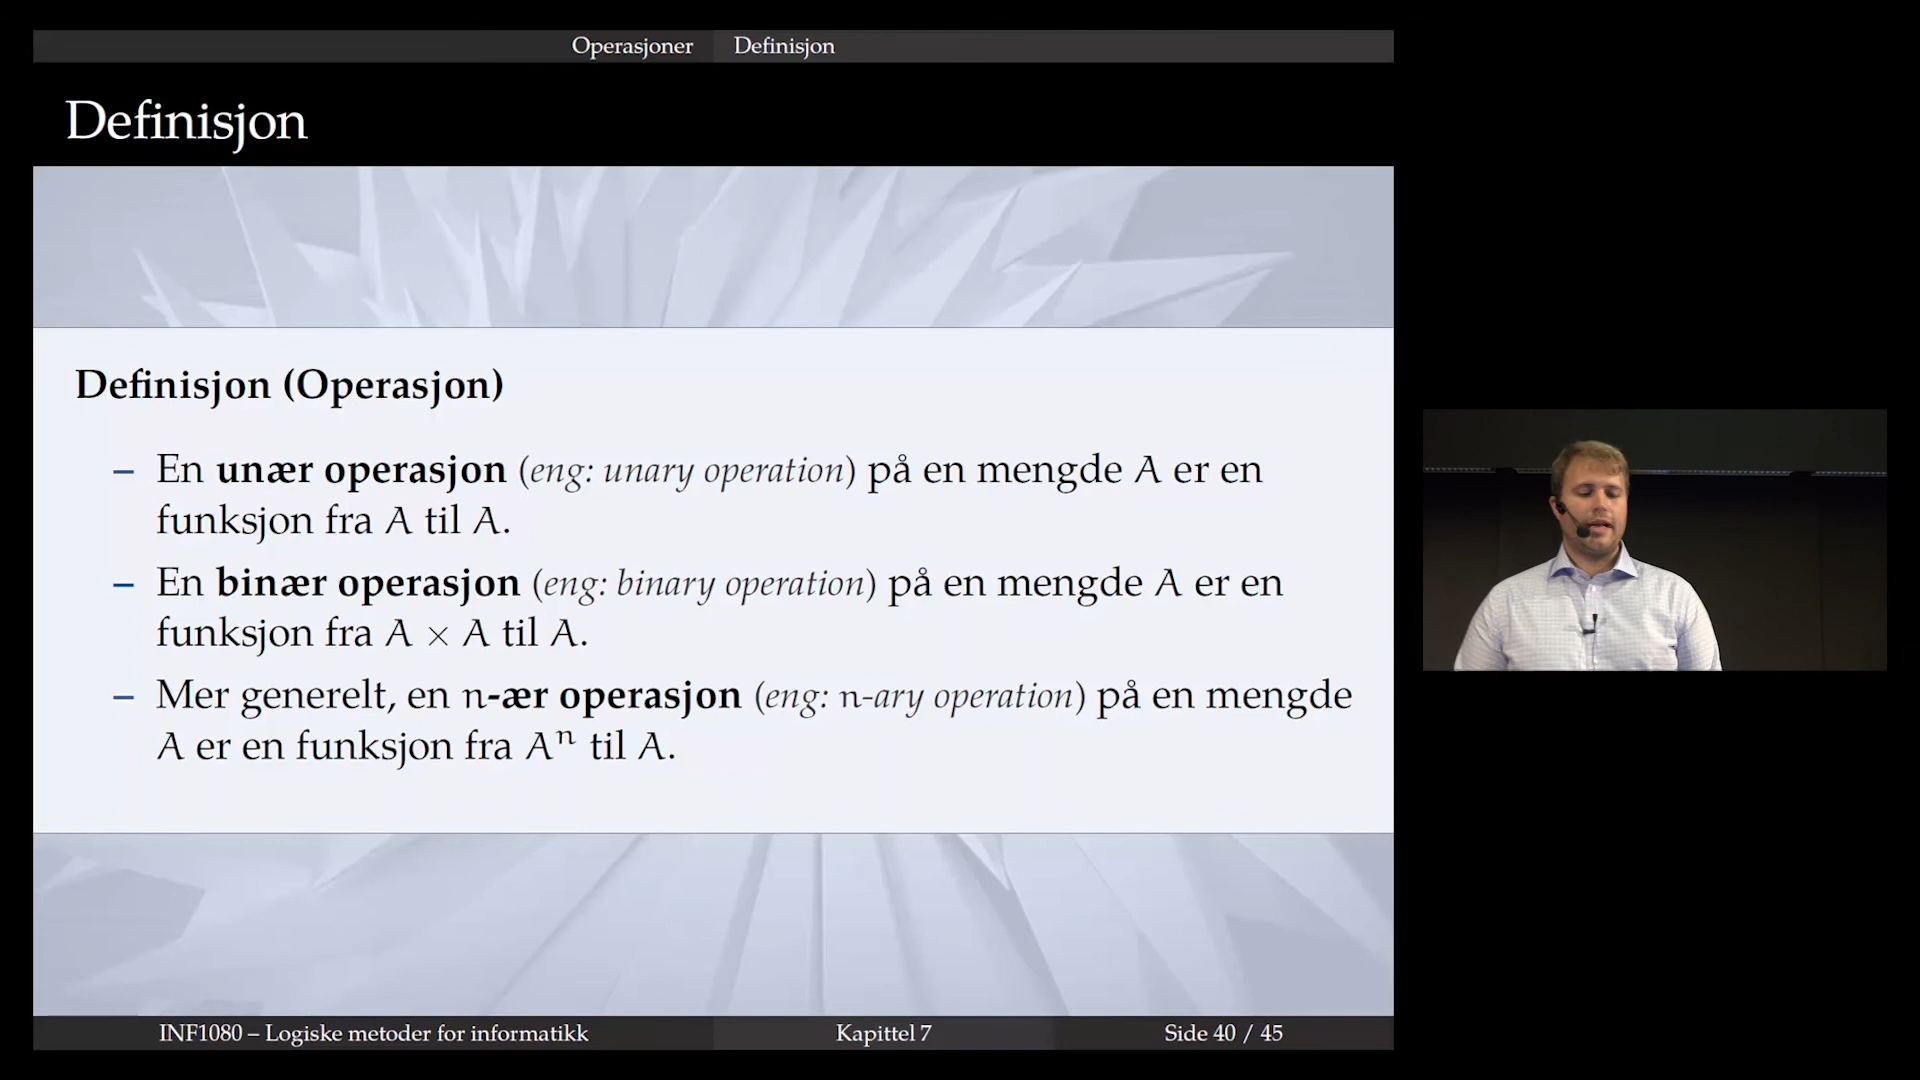 Operasjoner Definisjon
Definisjon
Definisjon (Operasjon)
– En unær operasjon (eng: unary operation) på en mengde A er en
funksjon fra A til A.
– En binær operasjon (eng: binary operation) på en mengde A er en
funksjon fra A × A til A.
– Mer generelt, en n-ær operasjon (eng: n-ary operation) på en mengde
A er en funksjon fra Aⁿ til A.
INF1080 – Logiske metoder for informatikk Kapittel 7 Side 40 / 45